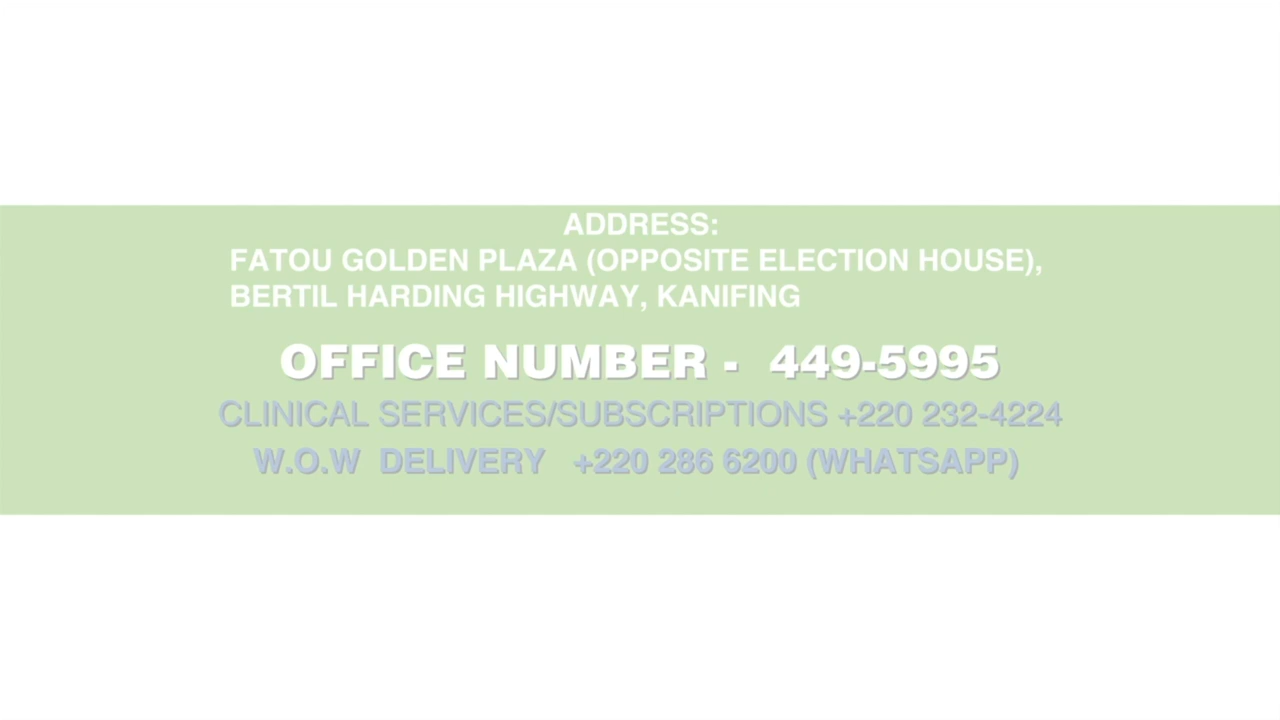 ADDRESS:
FATOU GOLDEN PLAZA (OPPOSITE ELECTION HOUSE),
BERTIL HARDING HIGHWAY, KANIFING
OFFICE NUMBER - 449-5995
CLINICAL SERVICES/SUBSCRIPTIONS +220 232-4224
W.O.W DELIVERY +220 286 6200 (WHATSAPP)